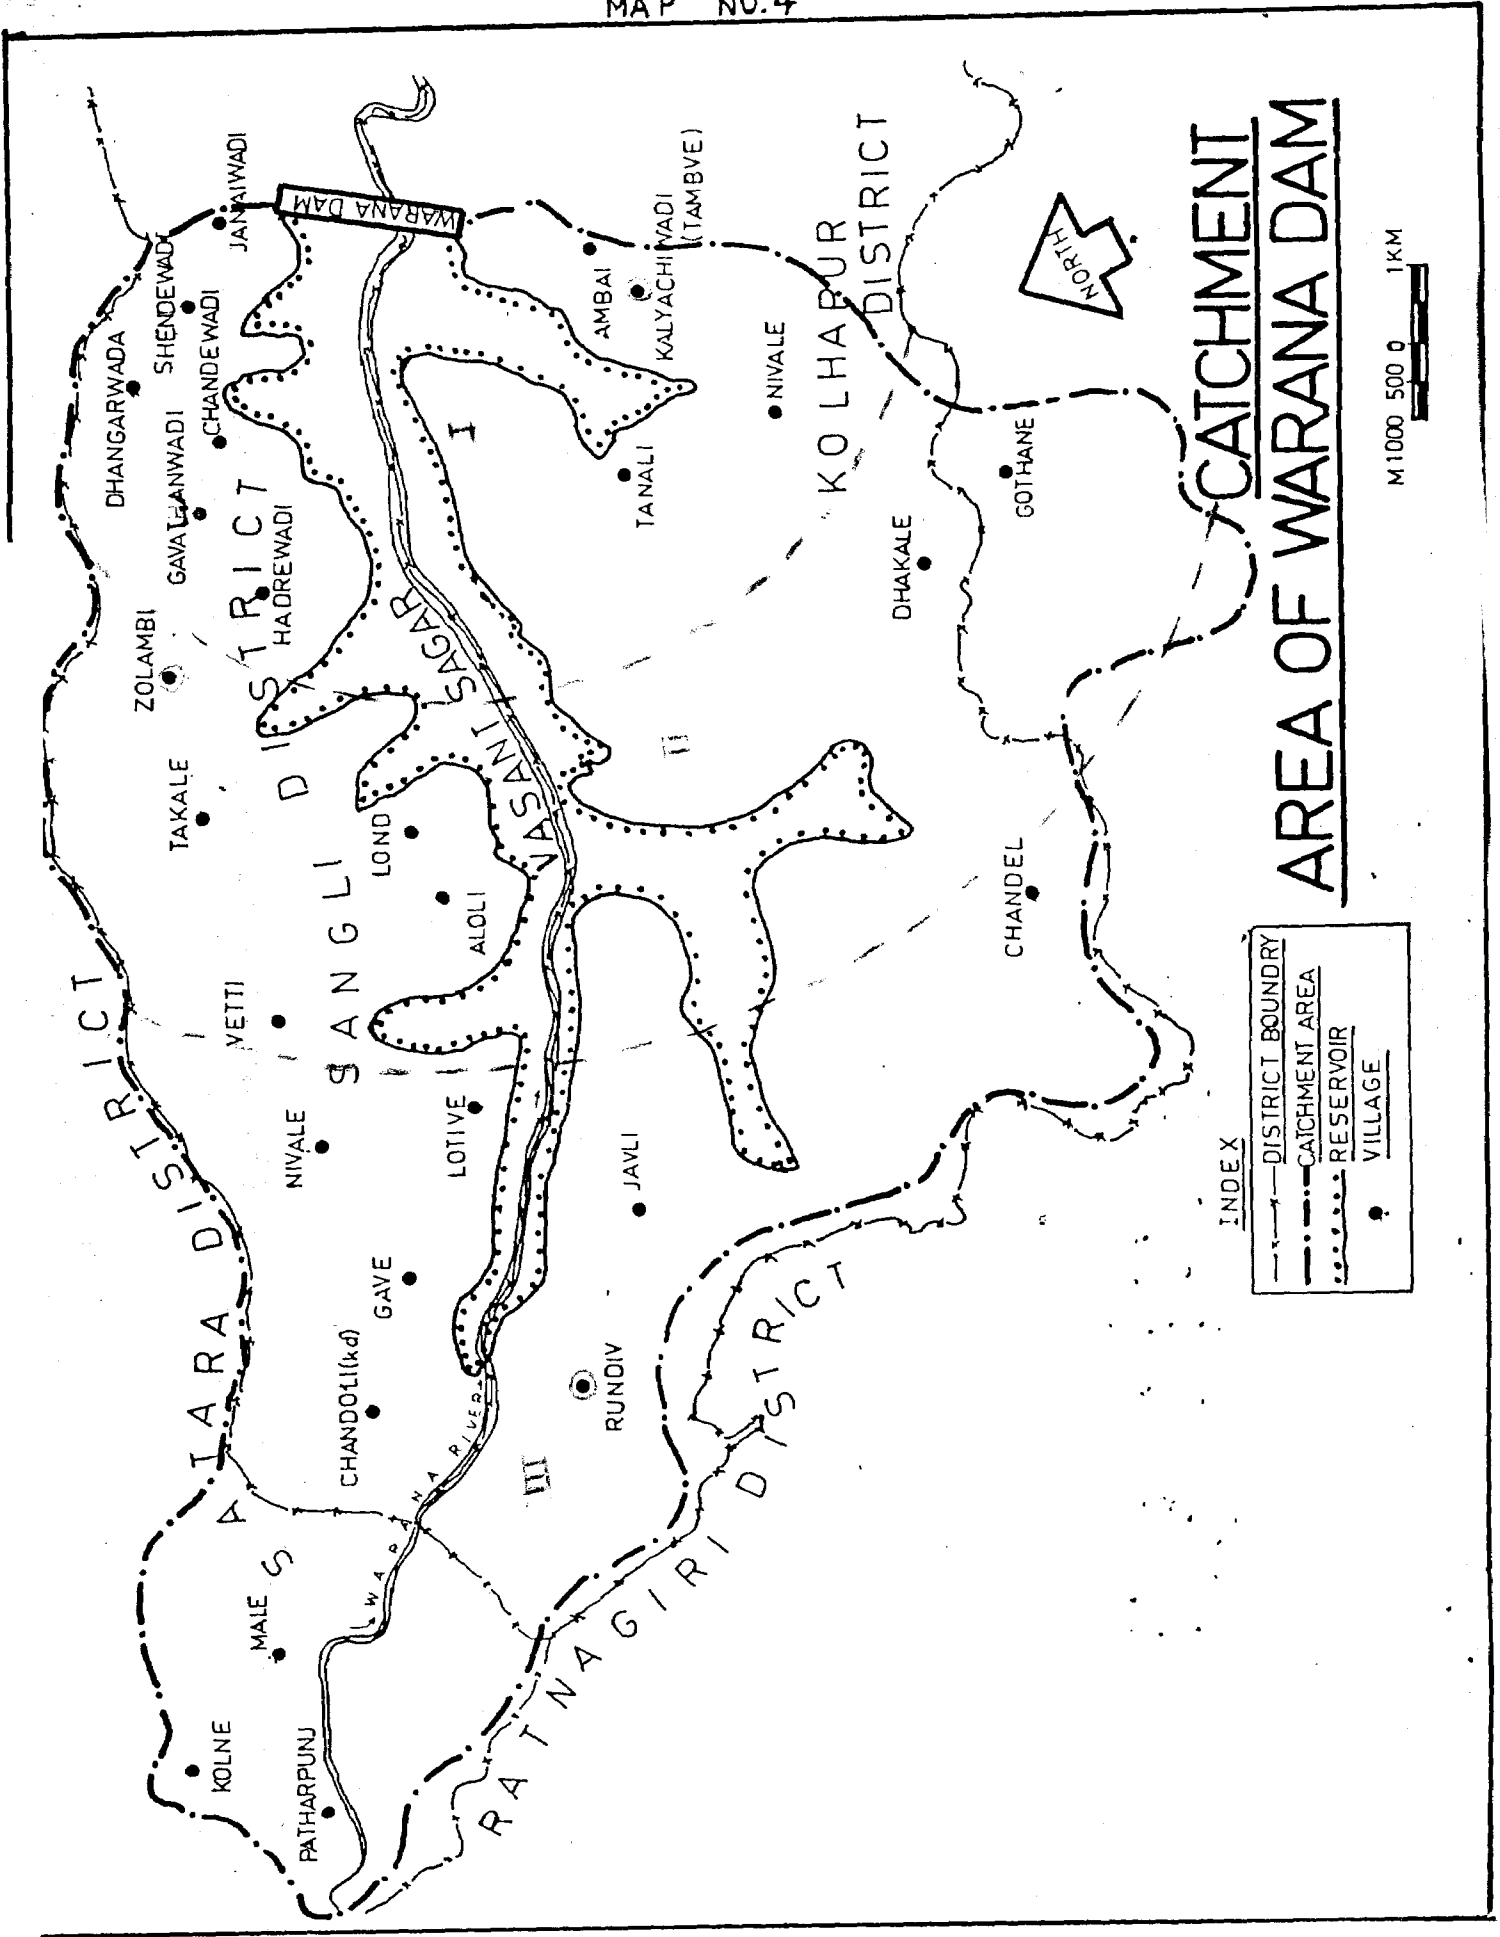 MAP NO.4
CATCHMENT
AREA OF WARANA DAM
NORTH
M1000 500 0 1KM
INDEX
DISTRICT BOUNDRY
CATCHMENT AREA
RESERVOIR
VILLAGE
SATARA DISTRICT
SANGLI DISTRICT
KOLHAPUR
DISTRICT
RATNAGIRI DISTRICT
WARANA DAM
VASANT SAGAR
WARANA RIVER
KOLNE
PATHARPUNJ
MALE
CHANDOLI(kd)
GAVE
RUNDIV
NIVALE
LOTIVE
JAVLI
VETTI
ALOLI
LOND
TAKALE
ZOLAMBI
HADREWADI
GAVATHANWADI
DHANGARWADA
CHANDEWADI
SHENDEWADI
JANAIWADI
AMBAI
KALYACHIWADI
(TAMBVE)
NIVALE
TANALI
DHAKALE
GOTHANE
CHANDEL
I
II
III